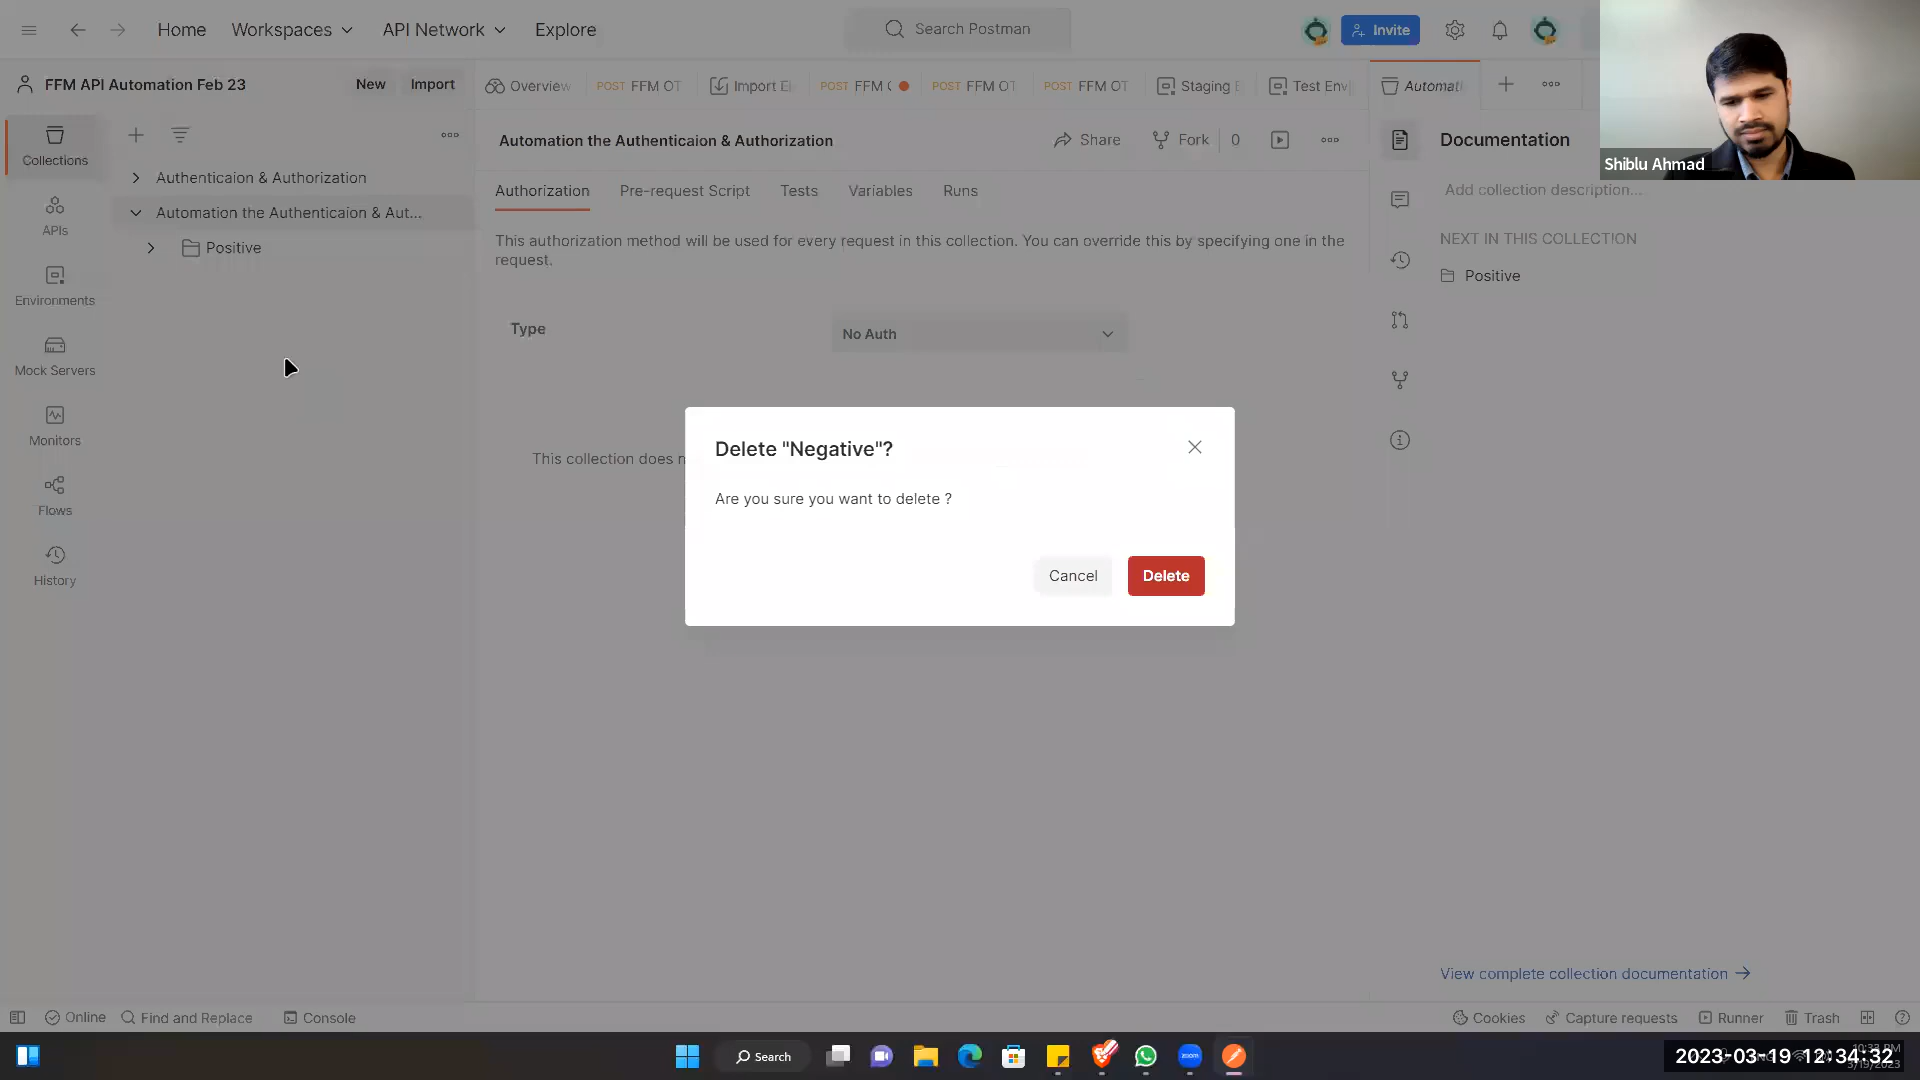 Home
Workspaces
API Network
Explore
Search Postman
Invite
FFM API Automation Feb 23
New
Import
Overview
POST FFM OT
Import E
POST FFM (
POST FFM OT
POST FFM OT
Staging E
Test Env
Automati
Collections
APIs
Environments
Mock Servers
Monitors
Flows
History
Authenticaion & Authorization
Automation the Authenticaion & Aut...
Positive
Automation the Authenticaion & Authorization
Share
Fork
0
Authorization
Pre-request Script
Tests
Variables
Runs
This authorization method will be used for every request in this collection. You can override this by specifying one in the
request.
Type
No Auth
This collection does n
Delete "Negative"?
Are you sure you want to delete ?
Cancel
Delete
Documentation
Add collection description...
NEXT IN THIS COLLECTION
Positive
View complete collection documentation
Shiblu Ahmad
Online
Find and Replace
Console
Cookies
Capture requests
Runner
Trash
Search
zoom
2023-03-19 12:34:32